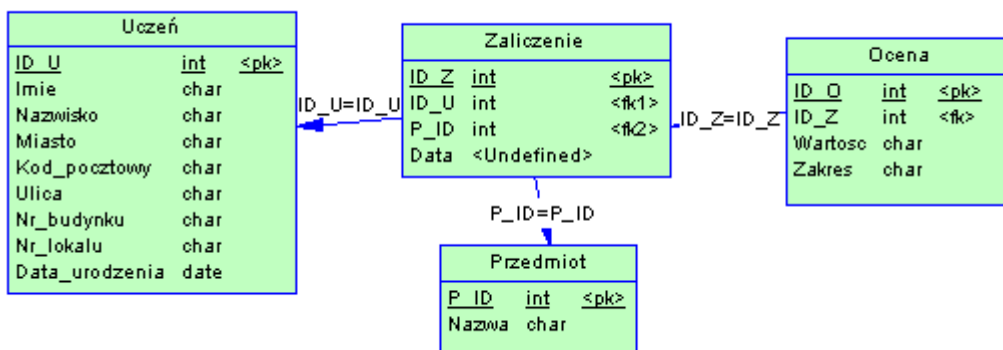 Uczeń
ID_U int <pk>
Imie char
Nazwisko char
Miasto char
Kod_pocztowy char
Ulica char
Nr_budynku char
Nr_lokalu char
Data_urodzenia date
ID_U=ID_U
Zaliczenie
ID_Z int <pk>
ID_U int <fk1>
P_ID int <fk2>
Data <Undefined>
ID_Z=ID_Z
Ocena
ID_O int <pk>
ID_Z int <fk>
Wartosc char
Zakres char
P_ID=P_ID
Przedmiot
P_ID int <pk>
Nazwa char